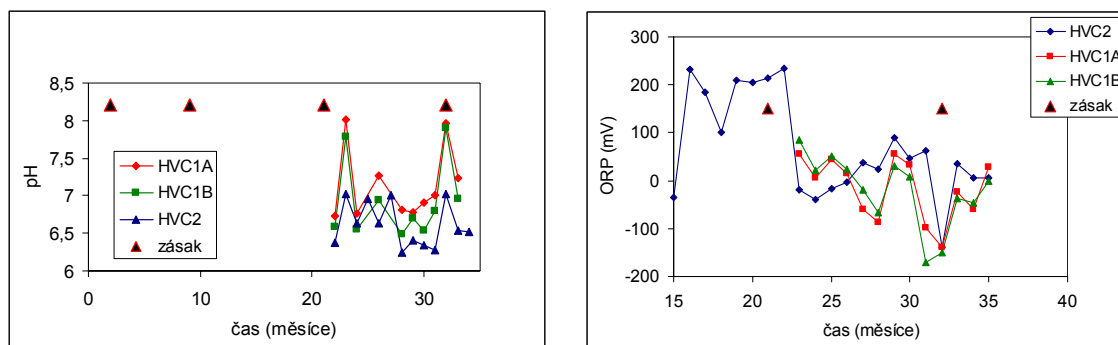 8,5
8
7,5
7
6,5
6
pH
HVC1A
HVC1B
HVC2
zásak
0
10
20
30
čas (měsíce)
300
200
100
0
-100
-200
ORP (mV)
HVC2
HVC1A
HVC1B
zásak
15
20
25
30
35
40
čas (měsíce)